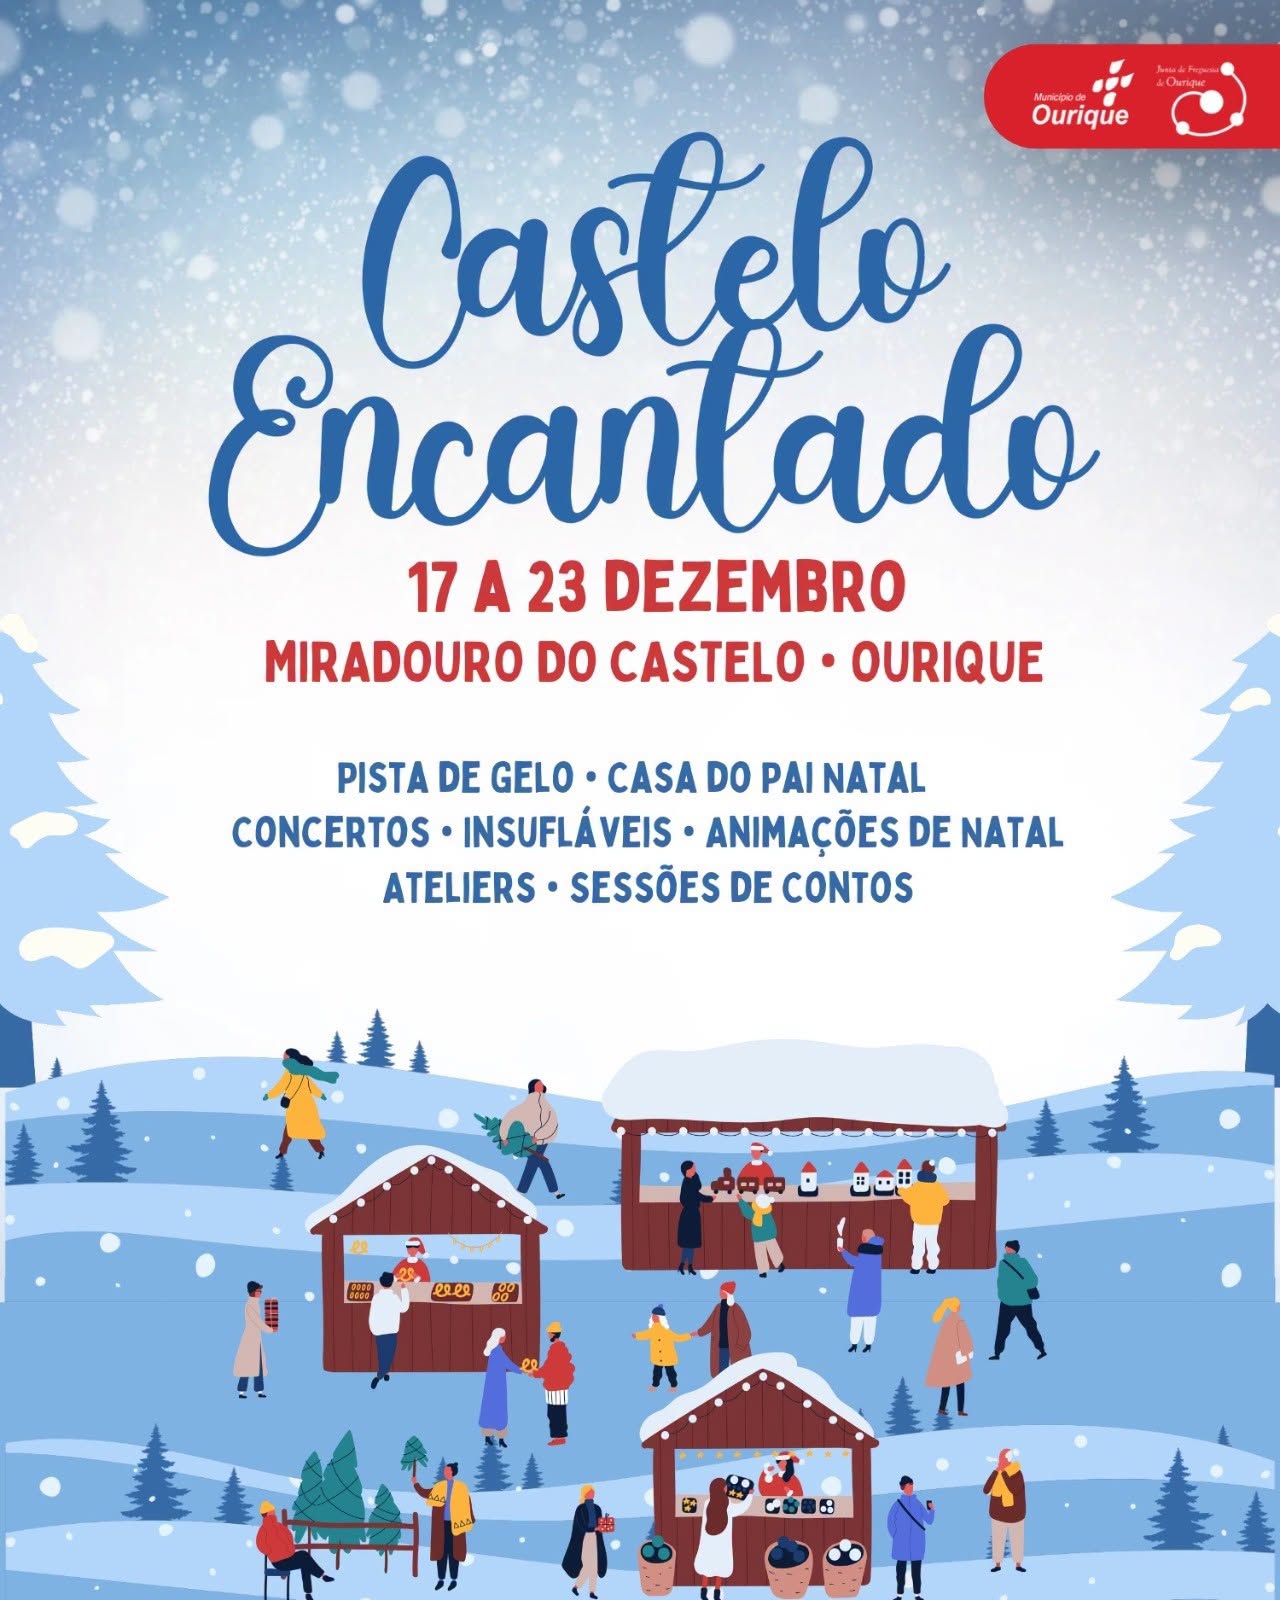 Município de
Ourique
Junta de Freguesia
de Ourique
Castelo
Encantado
17 A 23 DEZEMBRO
MIRADOURO DO CASTELO • OURIQUE
PISTA DE GELO • CASA DO PAI NATAL
CONCERTOS • INSUFLÁVEIS • ANIMAÇÕES DE NATAL
ATELIERS • SESSÕES DE CONTOS